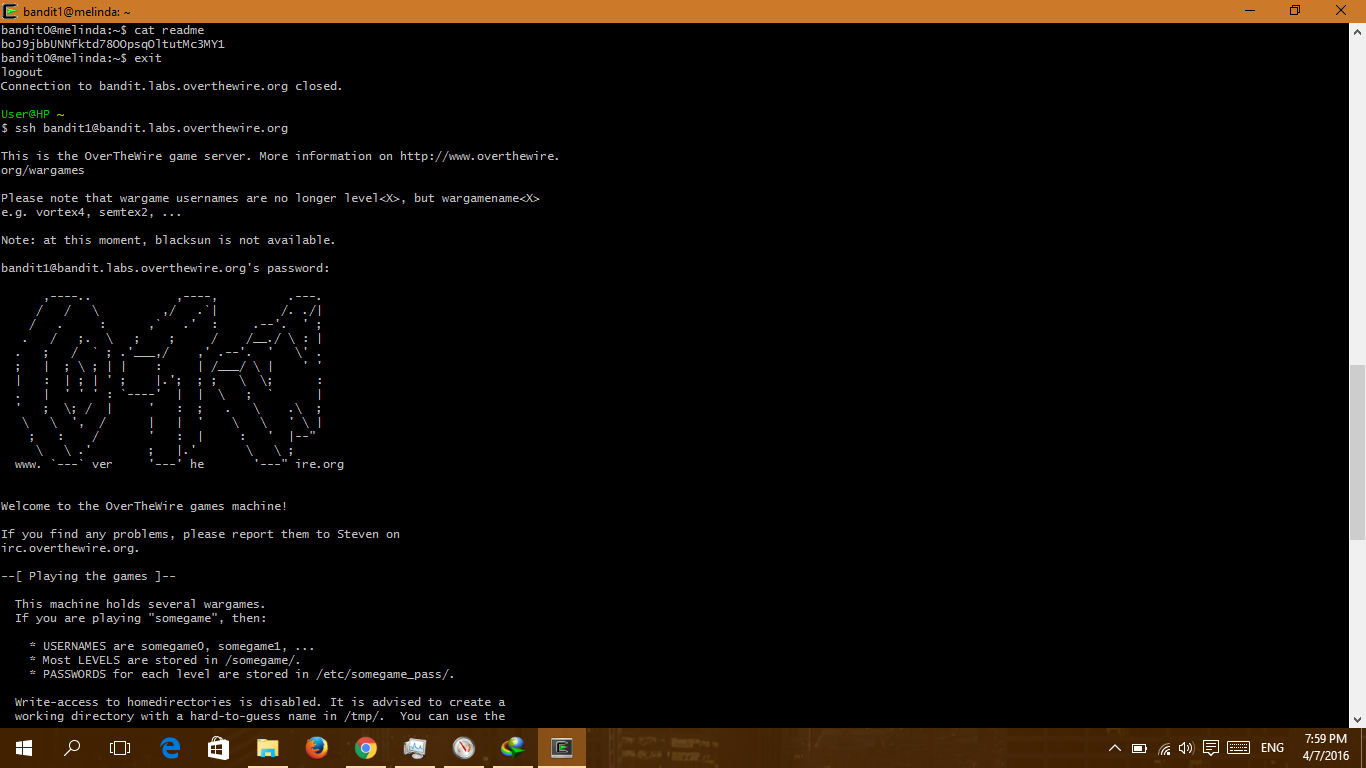 bandit1@melinda: ~
bandit0@melinda:~$ cat readme
boJ9jbbUNNfktd78OOpsqOltutMc3MY1
bandit0@melinda:~$ exit
logout
Connection to bandit.labs.overthewire.org closed.
User@HP ~
$ ssh bandit1@bandit.labs.overthewire.org
This is the OverTheWire game server. More information on http://www.overthewire.
org/wargames
Please note that wargame usernames are no longer level<X>, but wargamename<X>
e.g. vortex4, semtex2, ...
Note: at this moment, blacksun is not available.
bandit1@bandit.labs.overthewire.org's password:
www. `---` ver '---' he '---" ire.org
Welcome to the OverTheWire games machine!
If you find any problems, please report them to Steven on
irc.overthewire.org.
--[ Playing the games ]--
This machine holds several wargames.
If you are playing "somegame", then:
* USERNAMES are somegame0, somegame1, ...
* Most LEVELS are stored in /somegame/.
* PASSWORDS for each level are stored in /etc/somegame_pass/.
Write-access to homedirectories is disabled. It is advised to create a
working directory with a hard-to-guess name in /tmp/. You can use the
ENG
7:59 PM
4/7/2016